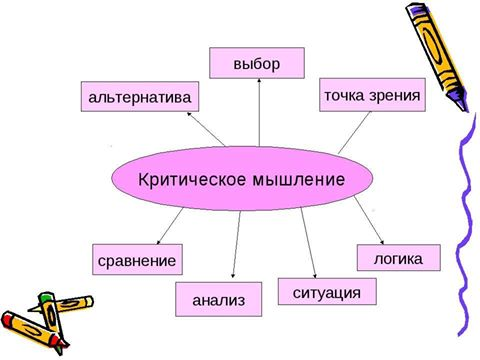 выбор
альтернатива
точка зрения
Критическое мышление
сравнение
логика
анализ
ситуация